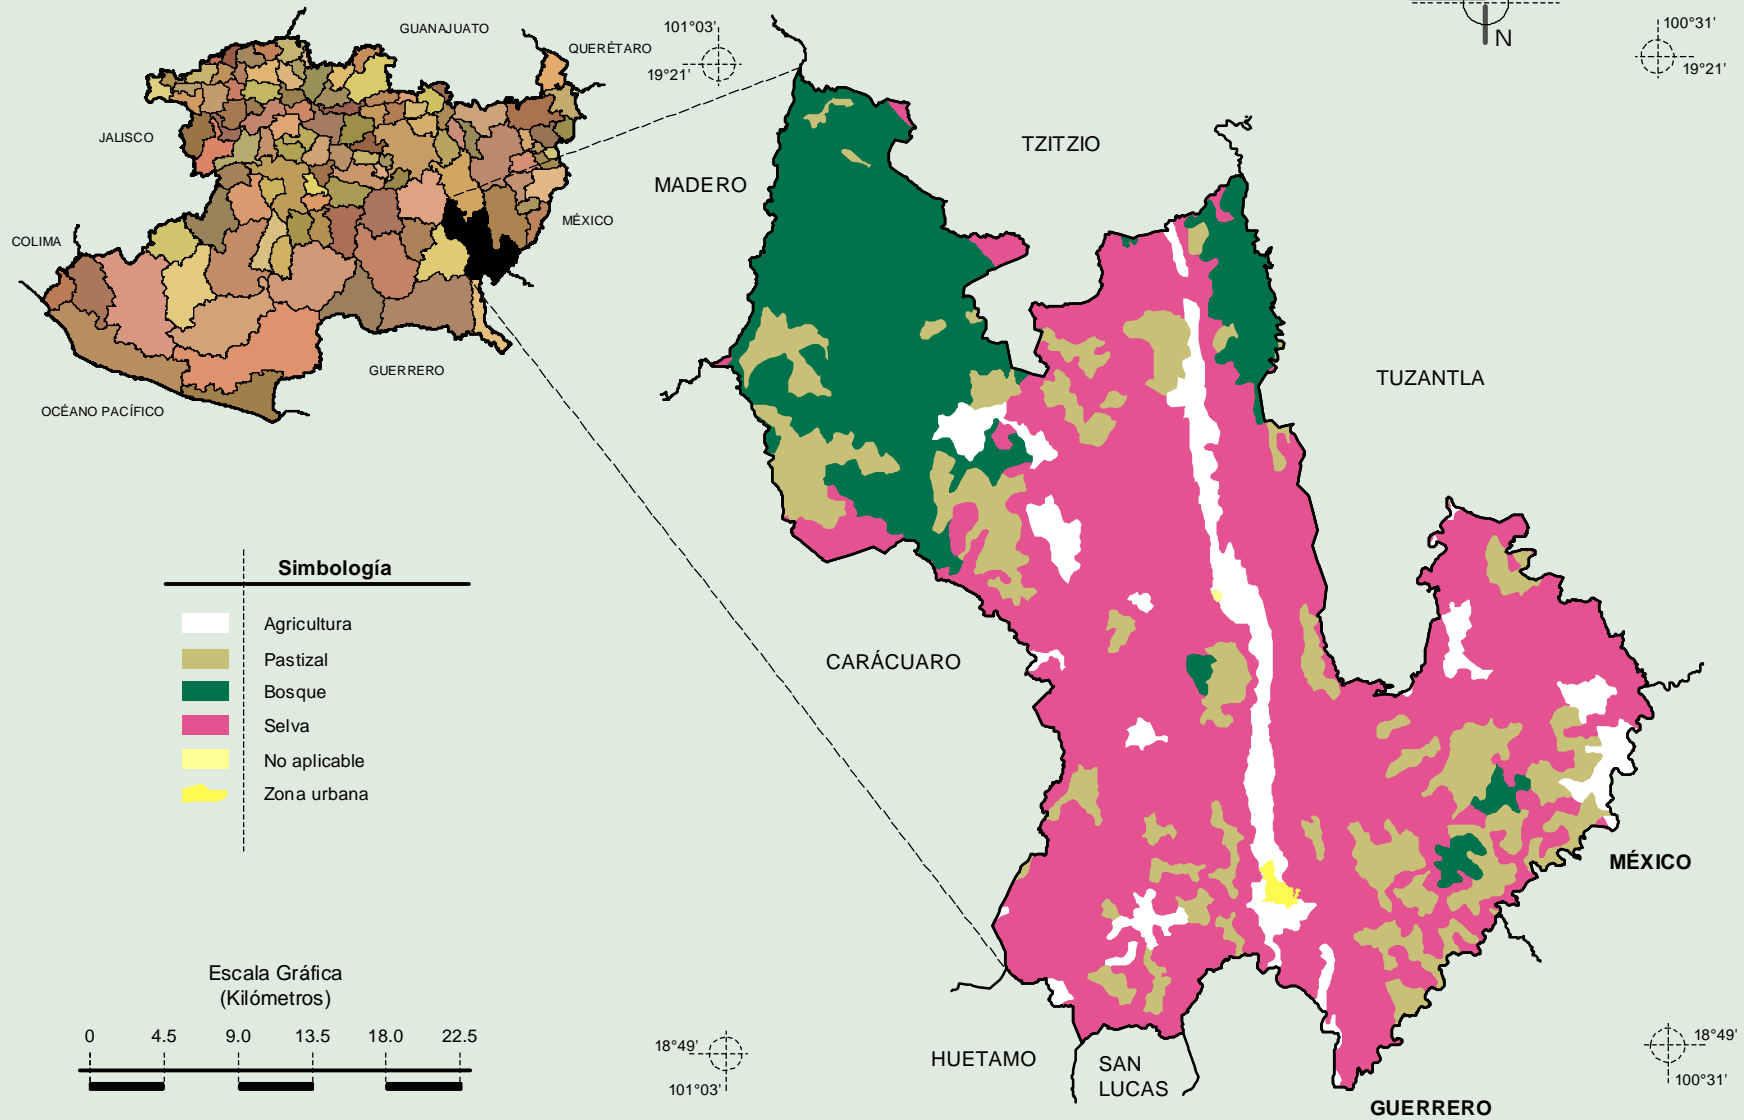 GUANAJUATO
QUERÉTARO
JALISCO
COLIMA
MÉXICO
GUERRERO
OCÉANO PACÍFICO
101°03'
19°21'
N
100°31'
19°21'
TZITZIO
MADERO
TUZANTLA
CARÁCUARO
MÉXICO
HUETAMO
SAN
LUCAS
GUERRERO
Simbología
Agricultura
Pastizal
Bosque
Selva
No aplicable
Zona urbana
Escala Gráfica
(Kilómetros)
0 4.5 9.0 13.5 18.0 22.5
18°49'
101°03'
18°49'
100°31'